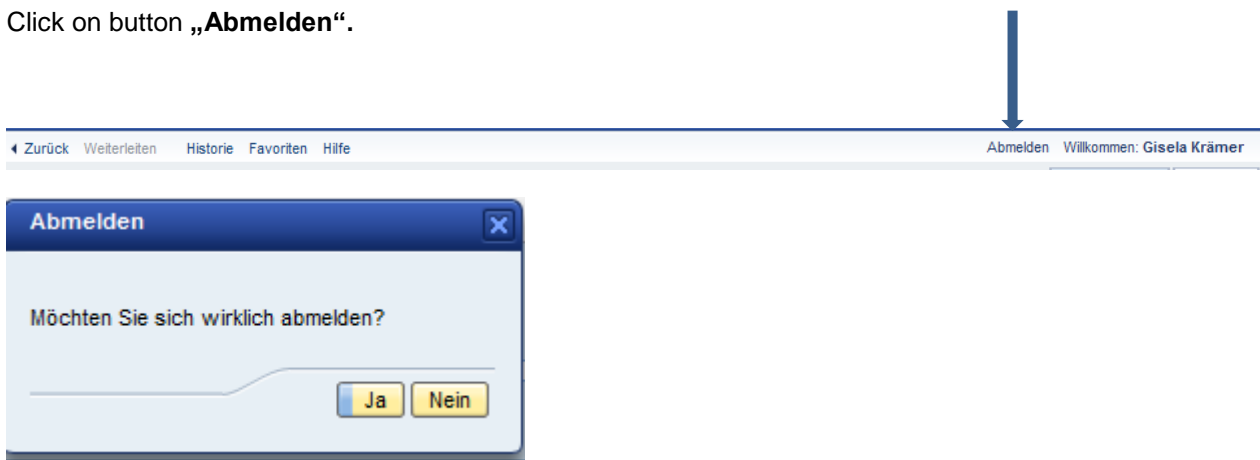 Click on button „Abmelden“.
Zurück Weiterleiten Historie Favoriten Hilfe Abmelden Willkommen: Gisela Krämer
Abmelden
Möchten Sie sich wirklich abmelden?
Ja Nein